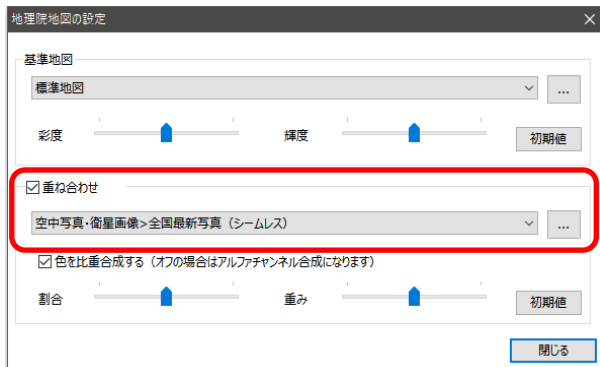 地理院地図の設定
基準地図
標準地図
...
彩度 輝度 初期値
重ね合わせ
空中写真・衛星画像>全国最新写真（シームレス）
...
色を比重合成する（オフの場合はアルファチャンネル合成になります）
割合 重み 初期値
閉じる